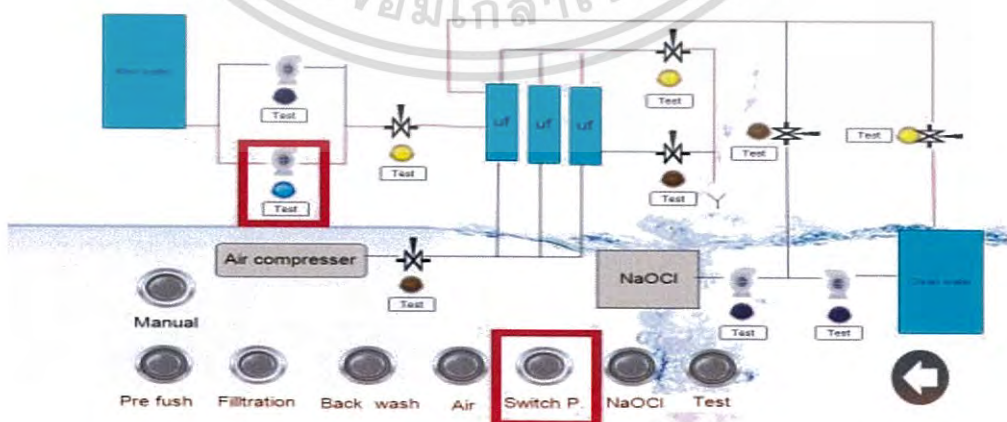 Test
Test
Test
Test
Test
uf
uf
uf
Test
Test
Test
Air compresser
Test
NaOCl
Test
Test
Manual
Pre fush
Filltration
Back wash
Air
Switch P.
NaOCl
Test